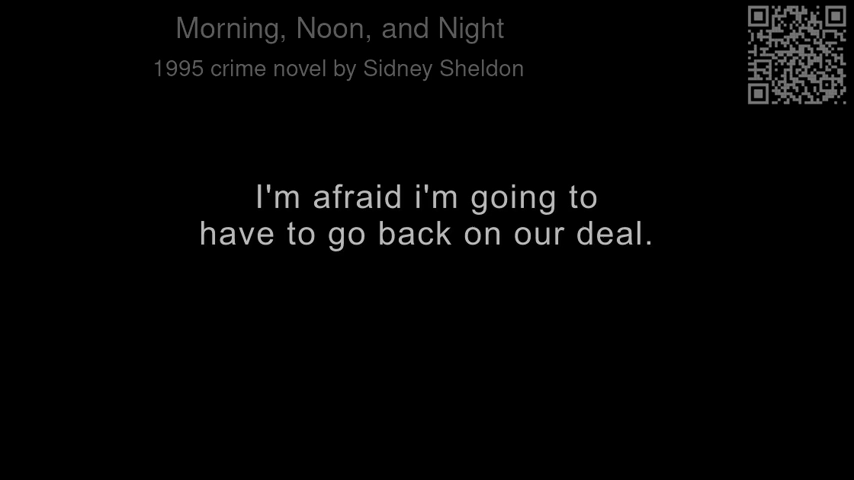 Morning, Noon, and Night
1995 crime novel by Sidney Sheldon
I'm afraid i'm going to
have to go back on our deal.